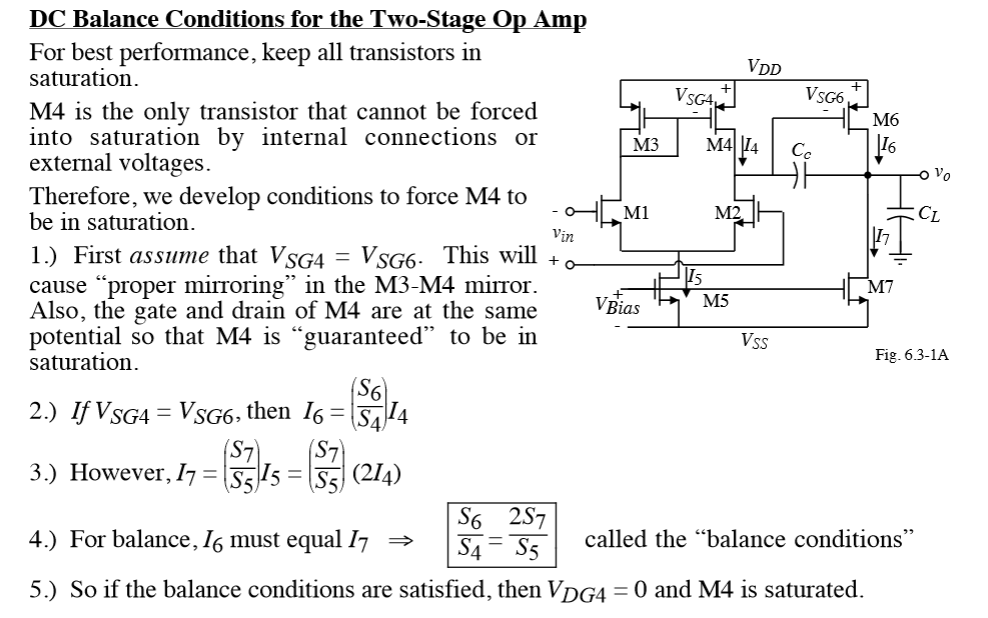 DC Balance Conditions for the Two-Stage Op Amp
For best performance, keep all transistors in
saturation.
M4 is the only transistor that cannot be forced
into saturation by internal connections or
external voltages.
Therefore, we develop conditions to force M4 to
be in saturation.
1.) First assume that VSG4 = VSG6. This will
cause “proper mirroring” in the M3-M4 mirror.
Also, the gate and drain of M4 are at the same
potential so that M4 is “guaranteed” to be in
saturation.
VDD
VSG4
+
-
VSG6
+
-
M6
M3
M4
I4
Cc
I6
vo
M1
M2
CL
-
vin
+
I7
I5
+
VBias
-
M5
M7
VSS
Fig. 6.3-1A
2.) If VSG4 = VSG6, then I6 = (S6/S4)I4
3.) However, I7 = (S7/S5)I5 = (S7/S5) (2I4)
4.) For balance, I6 must equal I7 ⇒ S6/S4 = 2S7/S5 called the “balance conditions”
5.) So if the balance conditions are satisfied, then VDG4 = 0 and M4 is saturated.